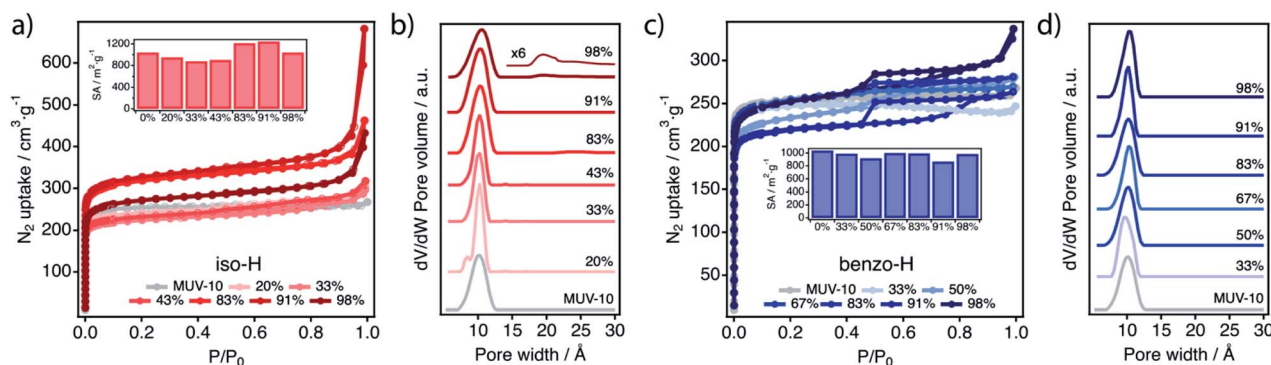 a)
N2 uptake / cm3·g-1
600
500
400
300
200
100
SA / m2·g-1
1200
800
400
0
0% 20% 33% 43% 83% 91% 98%
iso-H
MUV-10 20% 33%
43% 83% 91% 98%
0.0 0.2 0.4 0.6 0.8 1.0
P/P0
b)
dV/dW Pore volume / a.u.
x6
98%
91%
83%
43%
33%
20%
MUV-10
10 15 20 25 30
Pore width / Å
c)
N2 uptake / cm3·g-1
300
250
200
150
100
50
SA / m2·g-1
1000
800
600
400
200
0
0% 33% 50% 67% 83% 91% 98%
benzo-H
MUV-10 33% 50%
67% 83% 91% 98%
0.0 0.2 0.4 0.6 0.8 1.0
P/P0
d)
dV/dW Pore volume / a.u.
98%
91%
83%
67%
50%
33%
MUV-10
10 15 20 25 30
Pore width / Å